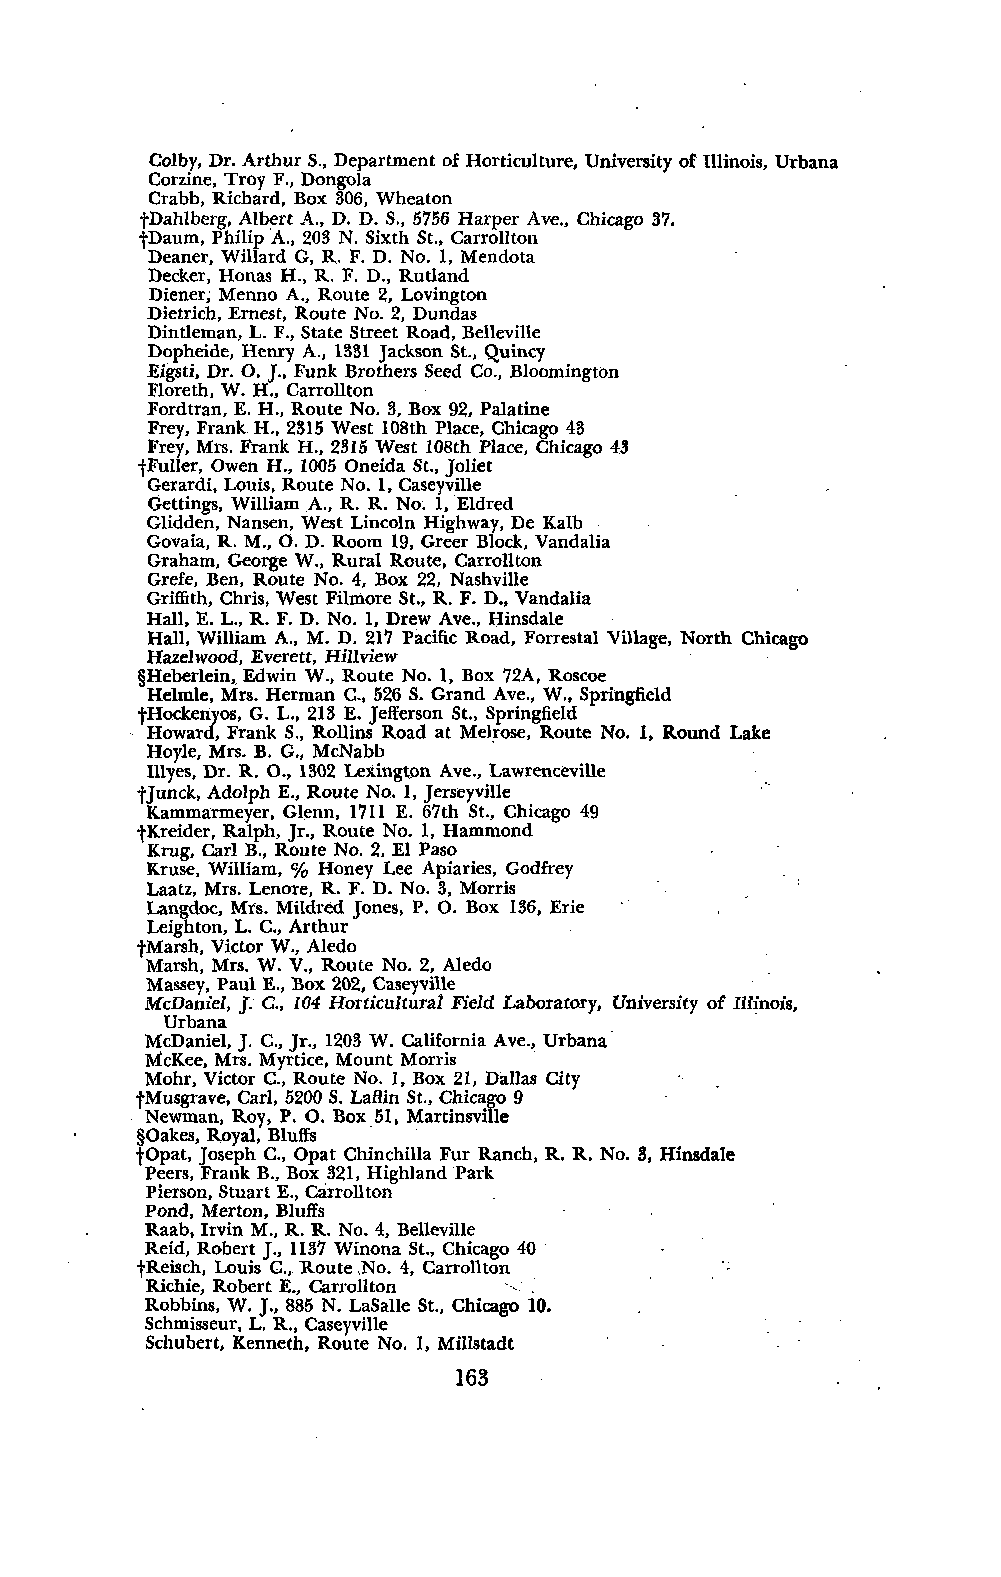 Colby, Dr. Arthur S., Department of Horticulture, University of Illinois, Urbana
Corzine, Troy F., Dongola
Crabb, Richard, Box 306, Wheaton
†Dahlberg, Albert A., D. D. S., 5756 Harper Ave., Chicago 37.
†Daum, Philip A., 203 N. Sixth St., Carrollton
Deaner, Willard G, R. F. D. No. 1, Mendota
Decker, Honas H., R. F. D., Rutland
Diener, Menno A., Route 2, Lovington
Dietrich, Ernest, Route No. 2, Dundas
Dintleman, L. F., State Street Road, Belleville
Dopheide, Henry A., 1331 Jackson St., Quincy
Eigsti, Dr. O. J., Funk Brothers Seed Co., Bloomington
Floreth, W. H., Carrollton
Fordtran, E. H., Route No. 3, Box 92, Palatine
Frey, Frank H., 2315 West 108th Place, Chicago 43
Frey, Mrs. Frank H., 2315 West 108th Place, Chicago 43
†Fuller, Owen H., 1005 Oneida St., Joliet
Gerardi, Louis, Route No. 1, Caseyville
Gettings, William A., R. R. No. 1, Eldred
Glidden, Nansen, West Lincoln Highway, De Kalb
Govaia, R. M., O. D. Room 19, Greer Block, Vandalia
Graham, George W., Rural Route, Carrollton
Grefe, Ben, Route No. 4, Box 22, Nashville
Griffith, Chris, West Filmore St., R. F. D., Vandalia
Hall, E. L., R. F. D. No. 1, Drew Ave., Hinsdale
Hall, William A., M. D. 217 Pacific Road, Forrestal Village, North Chicago
Hazelwood, Everett, Hillview
§Heberlein, Edwin W., Route No. 1, Box 72A, Roscoe
Helmle, Mrs. Herman C., 526 S. Grand Ave., W., Springfield
†Hockenyos, G. L., 213 E. Jefferson St., Springfield
Howard, Frank S., Rollins Road at Melrose, Route No. 1, Round Lake
Hoyle, Mrs. B. G., McNabb
Illyes, Dr. R. O., 1302 Lexington Ave., Lawrenceville
†Junck, Adolph E., Route No. 1, Jerseyville
Kammarmeyer, Glenn, 1711 E. 67th St., Chicago 49
†Kreider, Ralph, Jr., Route No. 1, Hammond
Krug, Carl B., Route No. 2, El Paso
Kruse, William, % Honey Lee Apiaries, Godfrey
Laatz, Mrs. Lenore, R. F. D. No. 3, Morris
Langdoc, Mrs. Mildred Jones, P. O. Box 136, Erie
Leighton, L. C., Arthur
†Marsh, Victor W., Aledo
Marsh, Mrs. W. V., Route No. 2, Aledo
Massey, Paul E., Box 202, Caseyville
McDaniel, J. C., 104 Horticultural Field Laboratory, University of Illinois,
Urbana
McDaniel, J. C., Jr., 1203 W. California Ave., Urbana
McKee, Mrs. Myrtice, Mount Morris
Mohr, Victor C., Route No. 1, Box 21, Dallas City
†Musgrave, Carl, 5200 S. Laflin St., Chicago 9
Newman, Roy, P. O. Box 51, Martinsville
§Oakes, Royal, Bluffs
†Opat, Joseph C., Opat Chinchilla Fur Ranch, R. R. No. 3, Hinsdale
Peers, Frank B., Box 321, Highland Park
Pierson, Stuart E., Carrollton
Pond, Merton, Bluffs
Raab, Irvin M., R. R. No. 4, Belleville
Reid, Robert J., 1137 Winona St., Chicago 40
†Reisch, Louis C., Route No. 4, Carrollton
Richie, Robert E., Carrollton
Robbins, W. J., 885 N. LaSalle St., Chicago 10.
Schmisseur, L. R., Caseyville
Schubert, Kenneth, Route No. 1, Millstadt
163